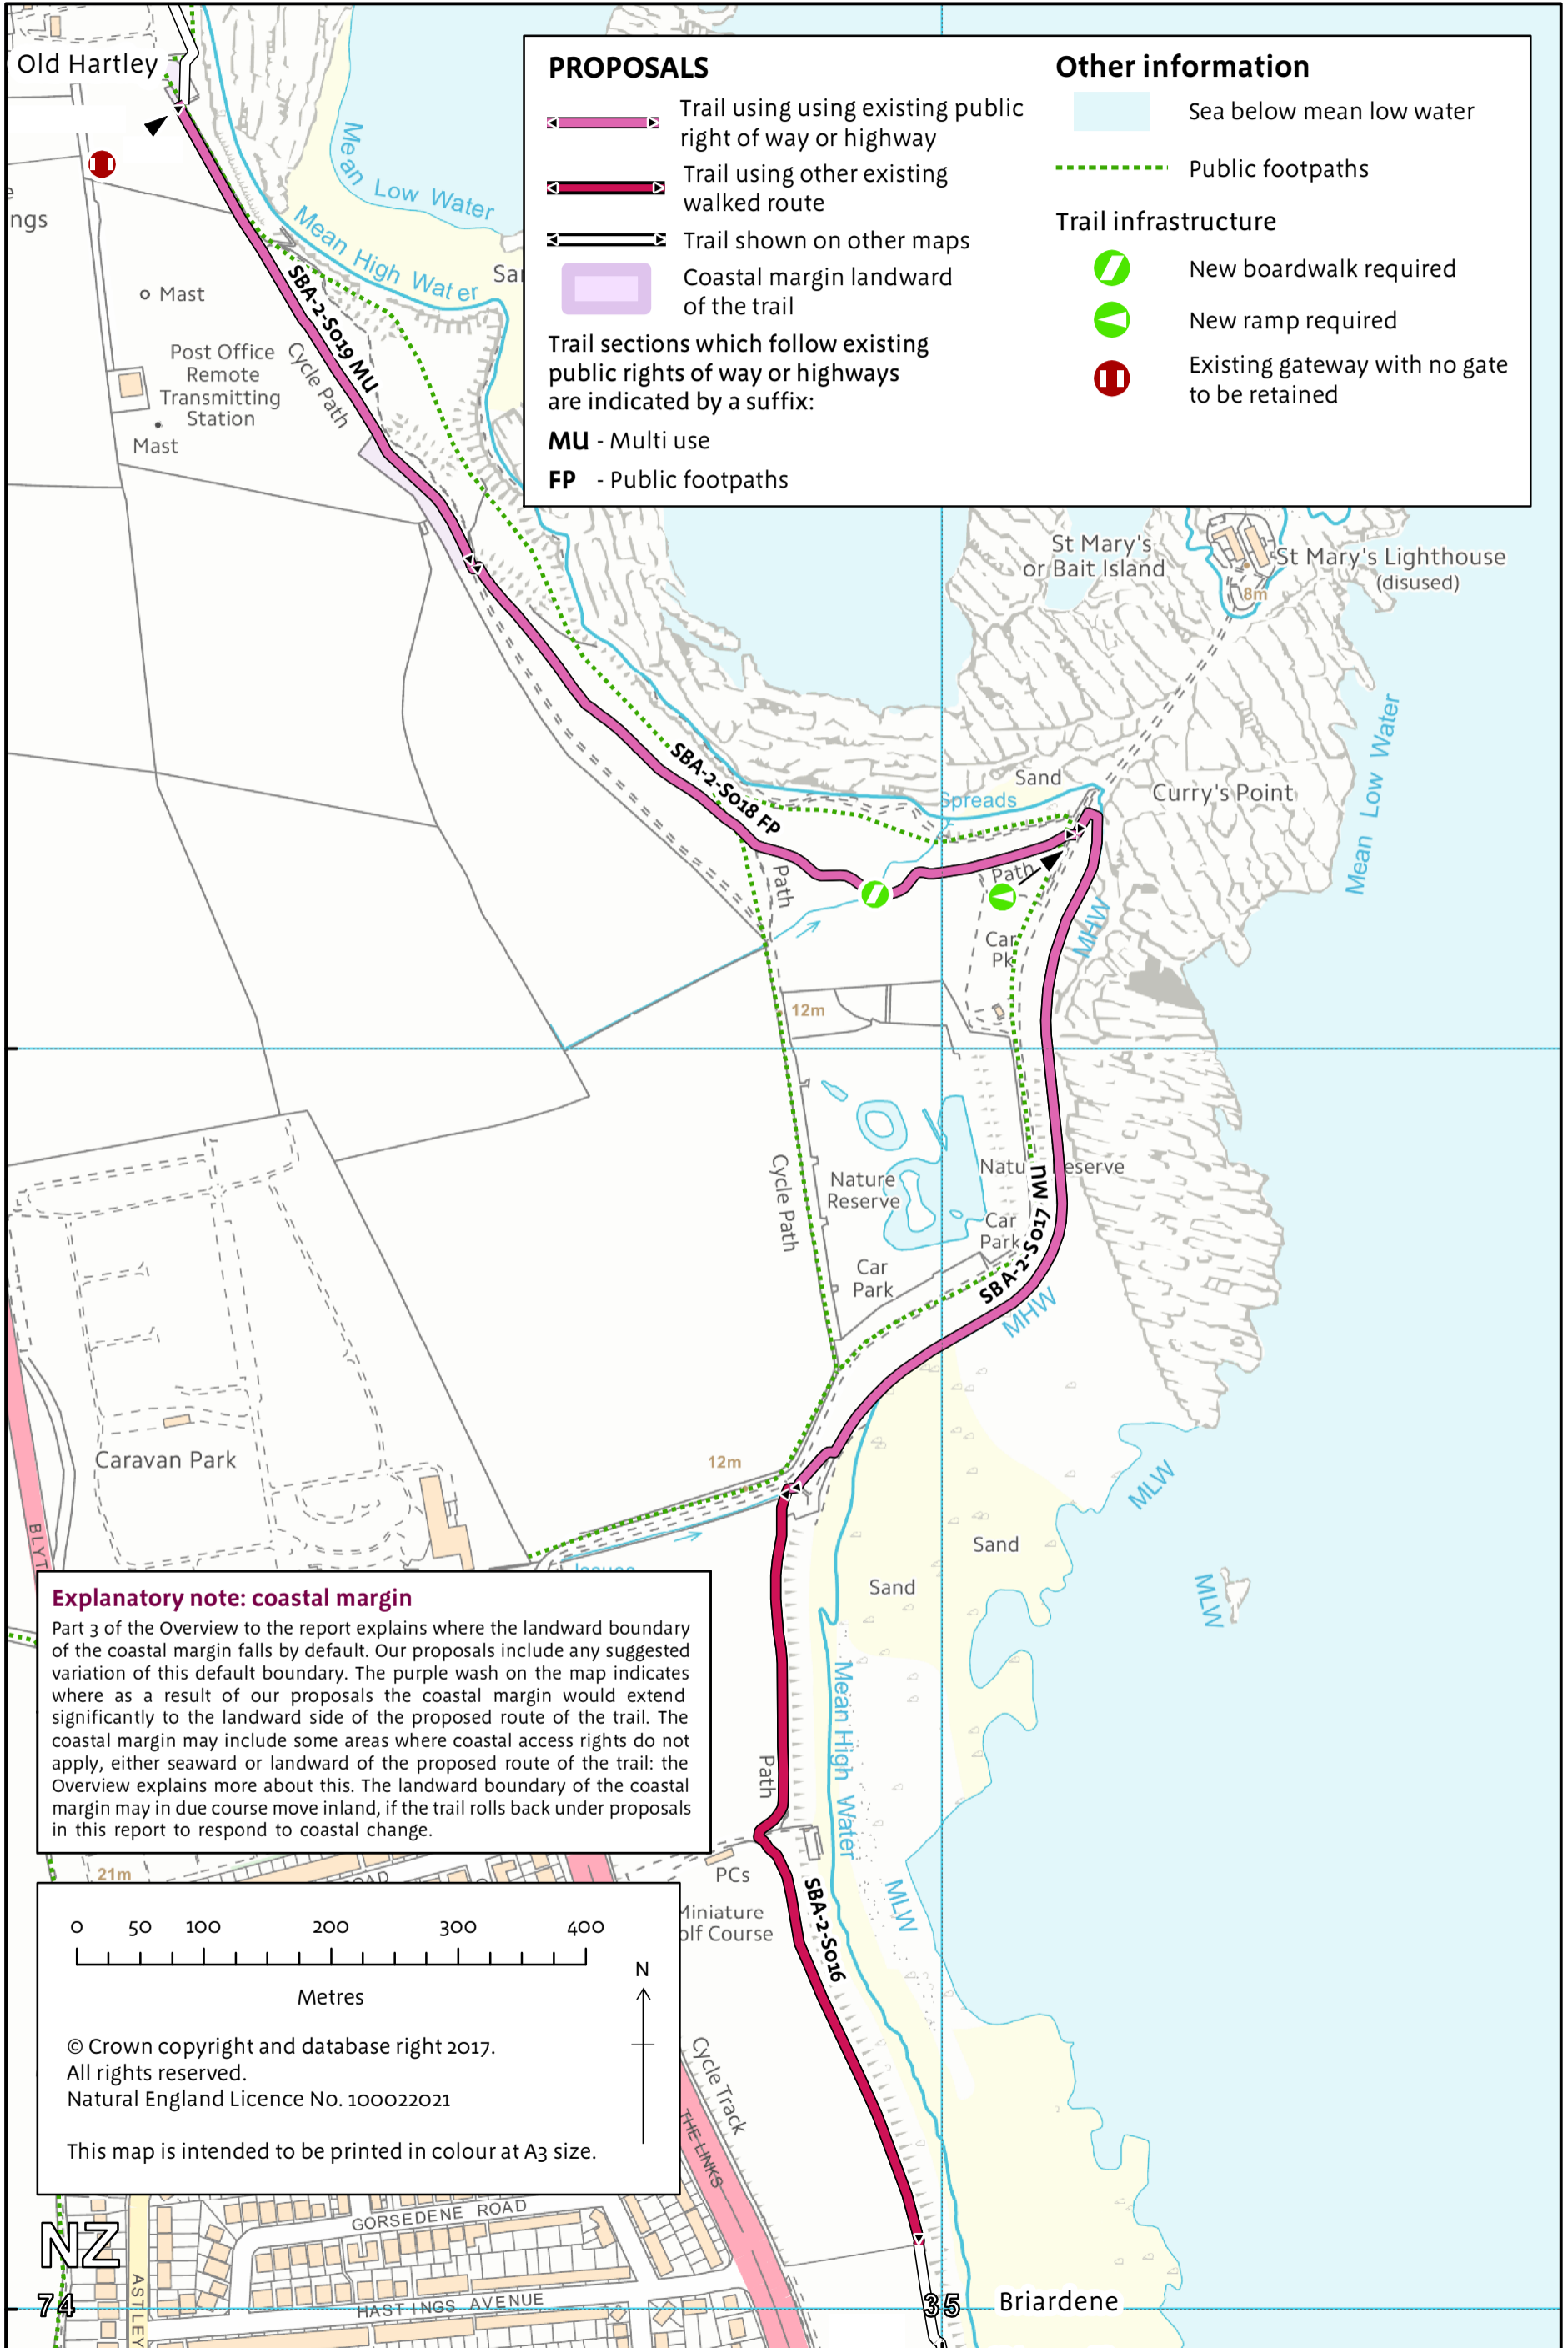 Old Hartley
PROPOSALS
Trail using using existing public
right of way or highway
Trail using other existing
walked route
Trail shown on other maps
Coastal margin landward
of the trail
Trail sections which follow existing
public rights of way or highways
are indicated by a suffix:
MU - Multi use
FP - Public footpaths
Other information
Sea below mean low water
Public footpaths
Trail infrastructure
New boardwalk required
New ramp required
Existing gateway with no gate
to be retained
Mean Low Water
Mean High Water
ngs
SBA-2-S019 MU
Cycle Path
Mast
Post Office
Remote
Transmitting
Station
Mast
St Mary's
or Bait Island
St Mary's Lighthouse
(disused)
8m
Mean Low Water
SBA-2-S018 FP
Sand
Spreads
Curry's Point
Path
Path
Car
Pk
MHW
12m
Cycle Path
Nature
Reserve
Car
Park
Car
Park
SBA-2-S017 MU
MHW
MLW
12m
Caravan Park
Sand
Sand
MLW
Explanatory note: coastal margin
Part 3 of the Overview to the report explains where the landward boundary
of the coastal margin falls by default. Our proposals include any suggested
variation of this default boundary. The purple wash on the map indicates
where as a result of our proposals the coastal margin would extend
significantly to the landward side of the proposed route of the trail. The
coastal margin may include some areas where coastal access rights do not
apply, either seaward or landward of the proposed route of the trail: the
Overview explains more about this. The landward boundary of the coastal
margin may in due course move inland, if the trail rolls back under proposals
in this report to respond to coastal change.
Path
Mean High Water
21m
PCs
Miniature
olf Course
SBA-2-S016
MLW
0 50 100 200 300 400
Metres
N
© Crown copyright and database right 2017.
All rights reserved.
Natural England Licence No. 100022021
This map is intended to be printed in colour at A3 size.
Cycle Track
THE LINKS
GORSEDENE ROAD
HASTINGS AVENUE
ASTLEY
NZ
74
35
Briardene